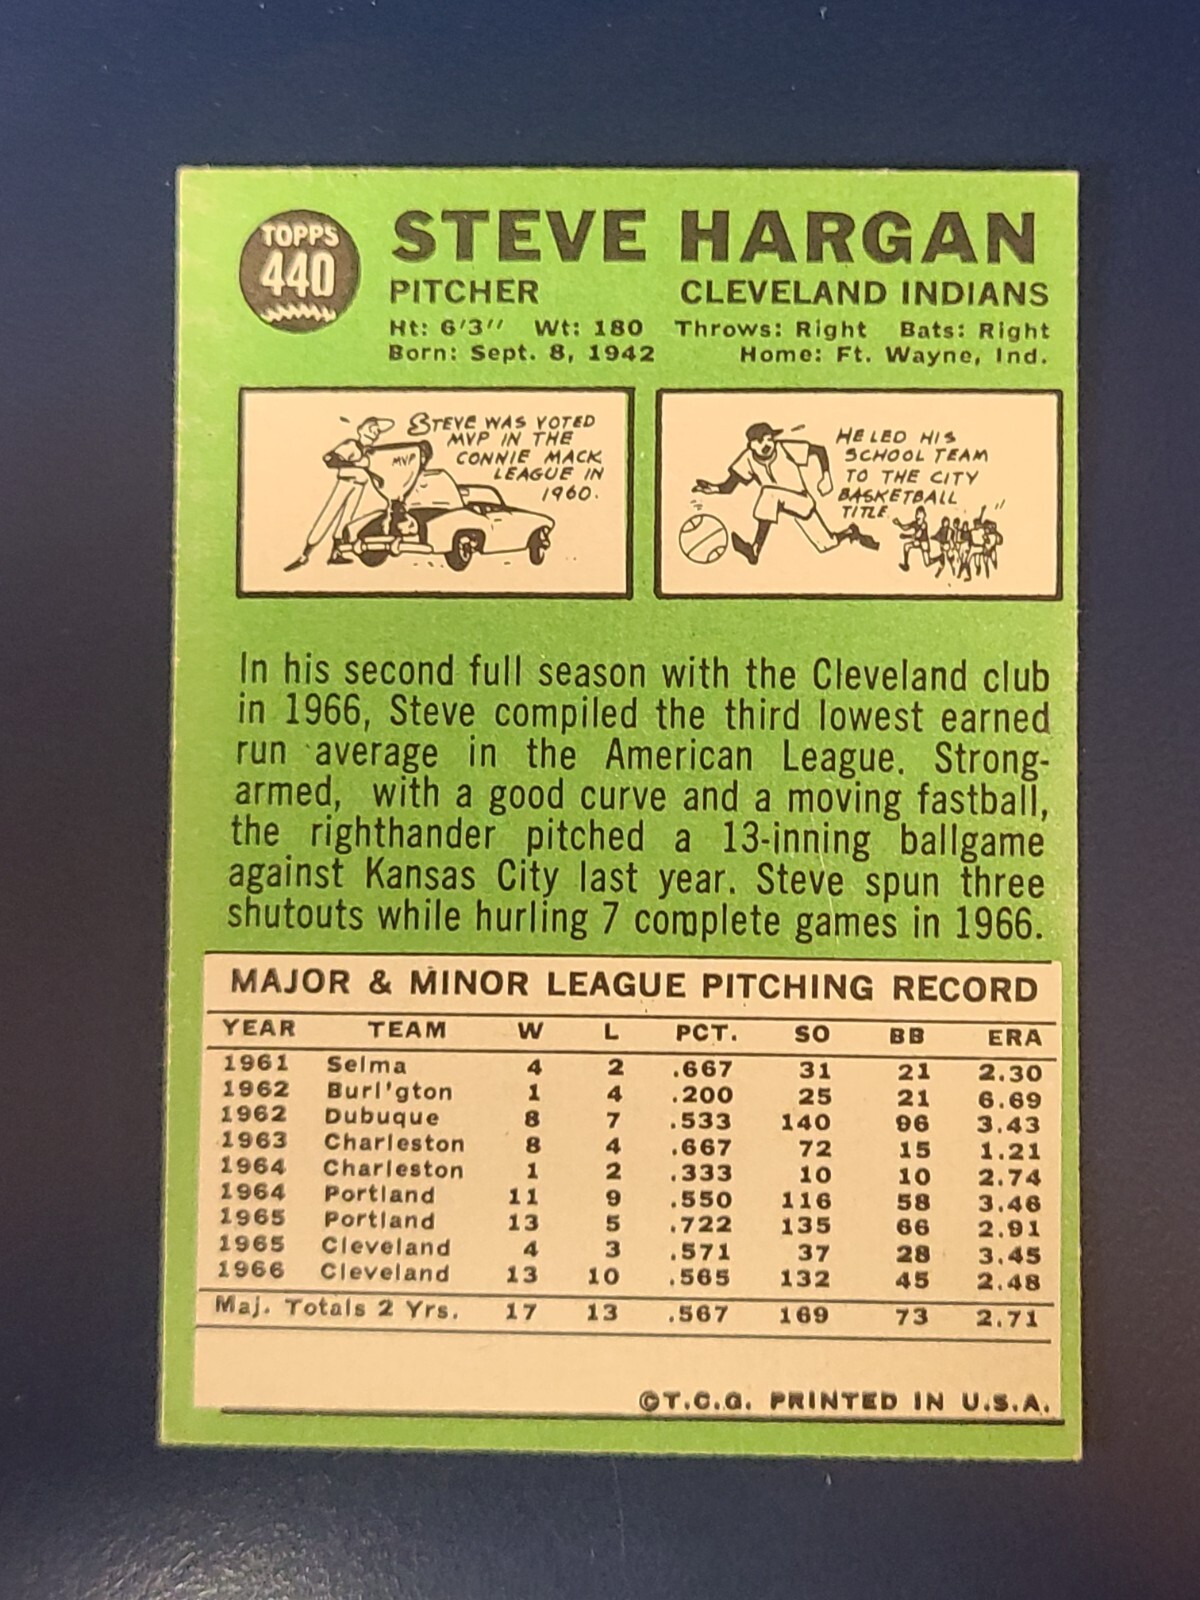 TOPPS
440
STEVE HARGAN
PITCHER CLEVELAND INDIANS
Ht: 6'3" Wt: 180 Throws: Right Bats: Right
Born: Sept. 8, 1942 Home: Ft. Wayne, Ind.
STEVE WAS VOTED
MVP IN THE
CONNIE MACK
LEAGUE IN
1960.
MVP
HE LED HIS
SCHOOL TEAM
TO THE CITY
BASKETBALL
TITLE
In his second full season with the Cleveland club
in 1966, Steve compiled the third lowest earned
run average in the American League. Strong-
armed, with a good curve and a moving fastball,
the righthander pitched a 13-inning ballgame
against Kansas City last year. Steve spun three
shutouts while hurling 7 complete games in 1966.
MAJOR & MINOR LEAGUE PITCHING RECORD
YEAR TEAM W L PCT. SO BB ERA
1961 Selma 4 2 .667 31 21 2.30
1962 Burl'gton 1 4 .200 25 21 6.69
1962 Dubuque 8 7 .533 140 96 3.43
1963 Charleston 8 4 .667 72 15 1.21
1964 Charleston 1 2 .333 10 10 2.74
1964 Portland 11 9 .550 116 58 3.46
1965 Portland 13 5 .722 135 66 2.91
1965 Cleveland 4 3 .571 37 28 3.45
1966 Cleveland 13 10 .565 132 45 2.48
Maj. Totals 2 Yrs. 17 13 .567 169 73 2.71
©T.C.G. PRINTED IN U.S.A.